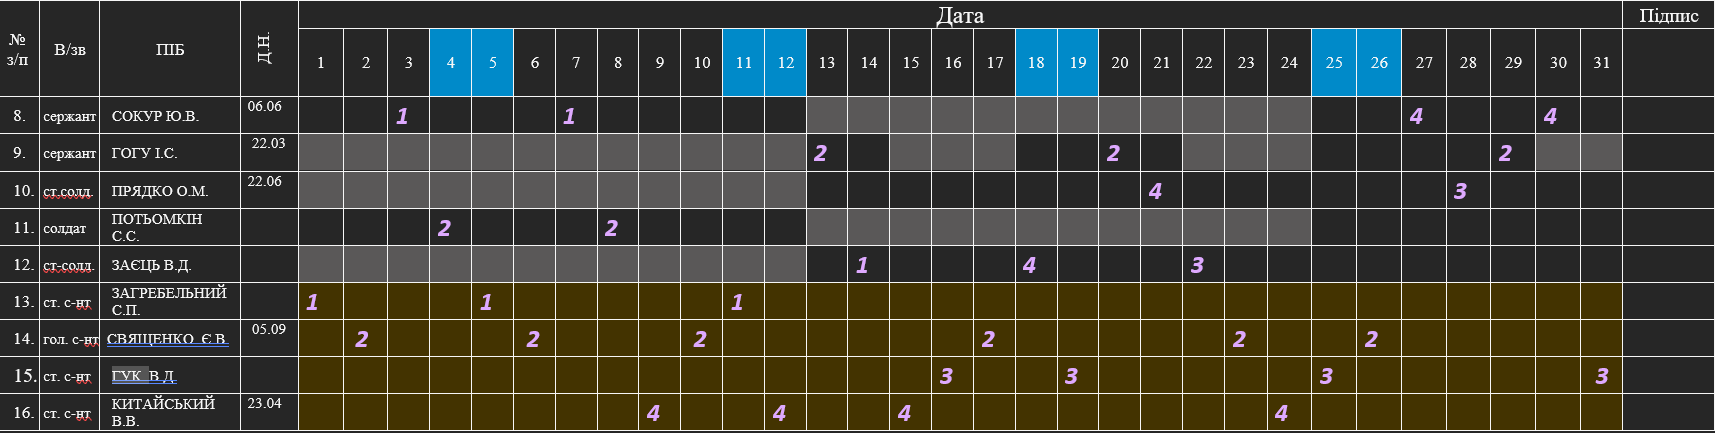 № з/п В/зв ПІБ Д.Н. Дата Підпис
1 2 3 4 5 6 7 8 9 10 11 12 13 14 15 16 17 18 19 20 21 22 23 24 25 26 27 28 29 30 31
8. сержант СОКУР Ю.В. 06.06 1 1 4 4
9. сержант ГОГУ І.С. 22.03 2 2 2
10. ст.солд. ПРЯДКО О.М. 22.06 4 3
11. солдат ПОТЬОМКІН С.С. 2 2
12. ст-солд. ЗАЄЦЬ В.Д. 1 4 3
13. ст. с-нт ЗАГРЕБЕЛЬНИЙ С.П. 1 1 1
14. гол. с-нт СВЯЩЕНКО Є.В. 05.09 2 2 2 2 2 2
15. ст. с-нт ГУК В.Д. 3 3 3 3
16. ст. с-нт КИТАЙСЬКИЙ В.В. 23.04 4 4 4 4